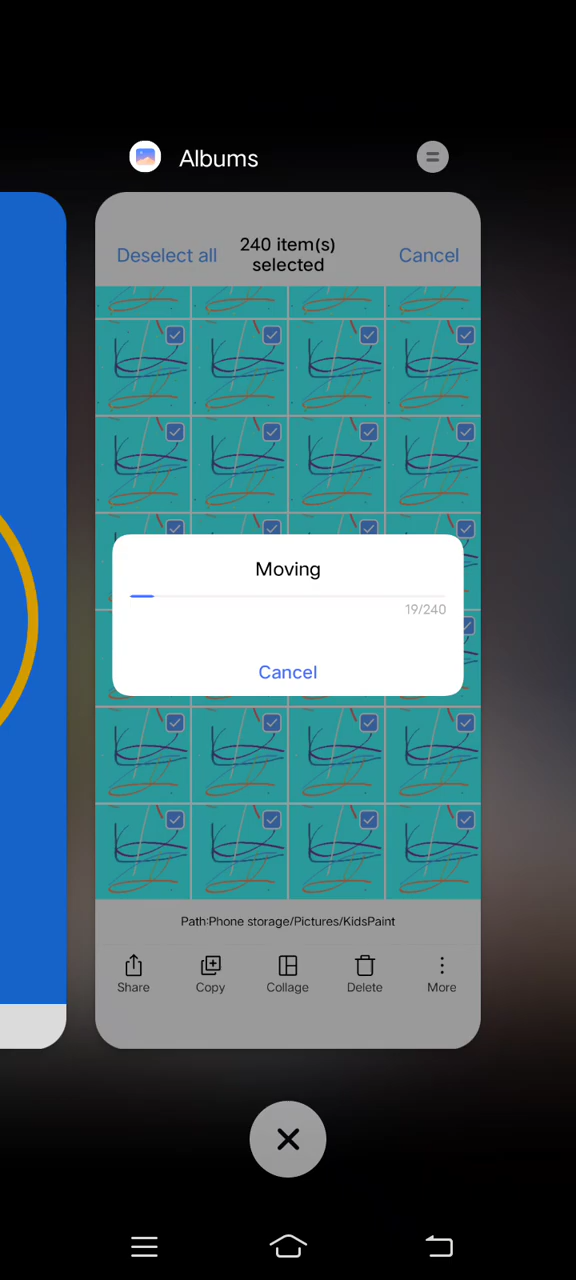 Albums
Deselect all
240 item(s)
selected
Cancel
Moving
19/240
Cancel
Path:Phone storage/Pictures/KidsPaint
Share
Copy
Collage
Delete
More